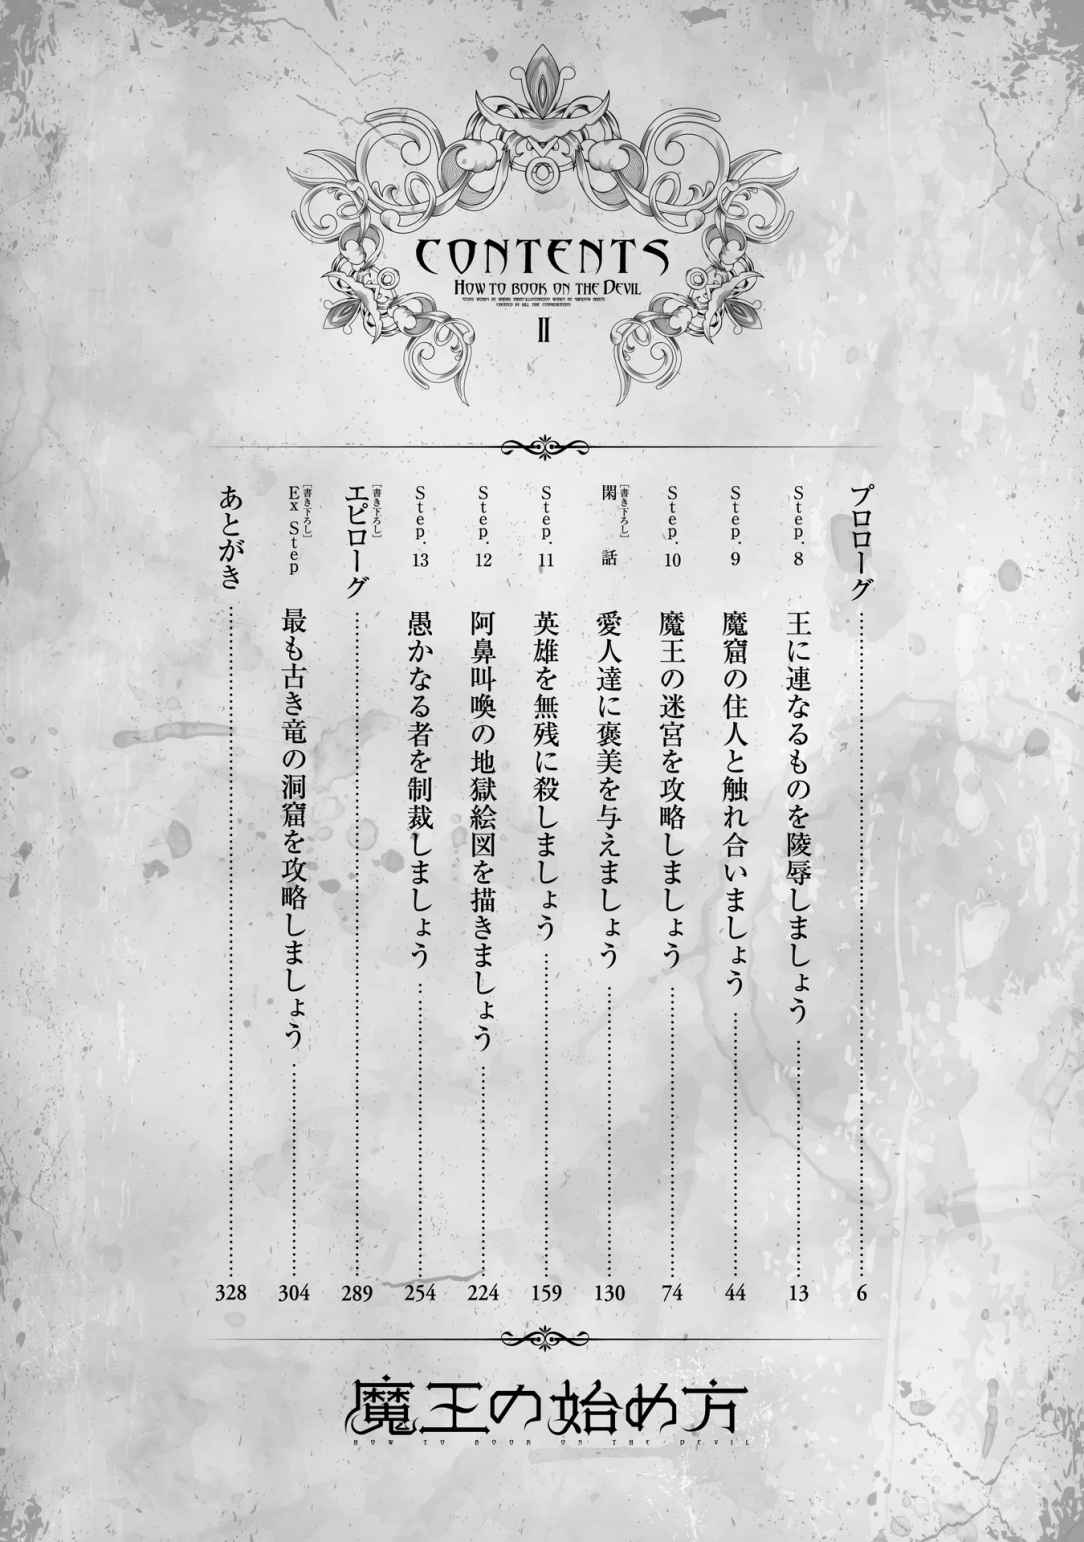 CONTENTS
HOW TO BOOK ON THE DEVIL
II
プロローグ 6
Step. 8 王に連なるものを陵辱しましょう 13
Step. 9 魔窟の住人と触れ合いましょう 44
Step. 10 魔王の迷宮を攻略しましょう 74
[書き下ろし]
閑話 愛人達に褒美を与えましょう 130
Step. 11 英雄を無残に殺しましょう 159
Step. 12 阿鼻叫喚の地獄絵図を描きましょう 224
Step. 13 愚かなる者を制裁しましょう 254
[書き下ろし]
エピローグ 289
[書き下ろし]
Ex Step 最も古き竜の洞窟を攻略しましょう 304
あとがき 328
魔王の始め方
HOW TO BOOK ON THE DEVIL